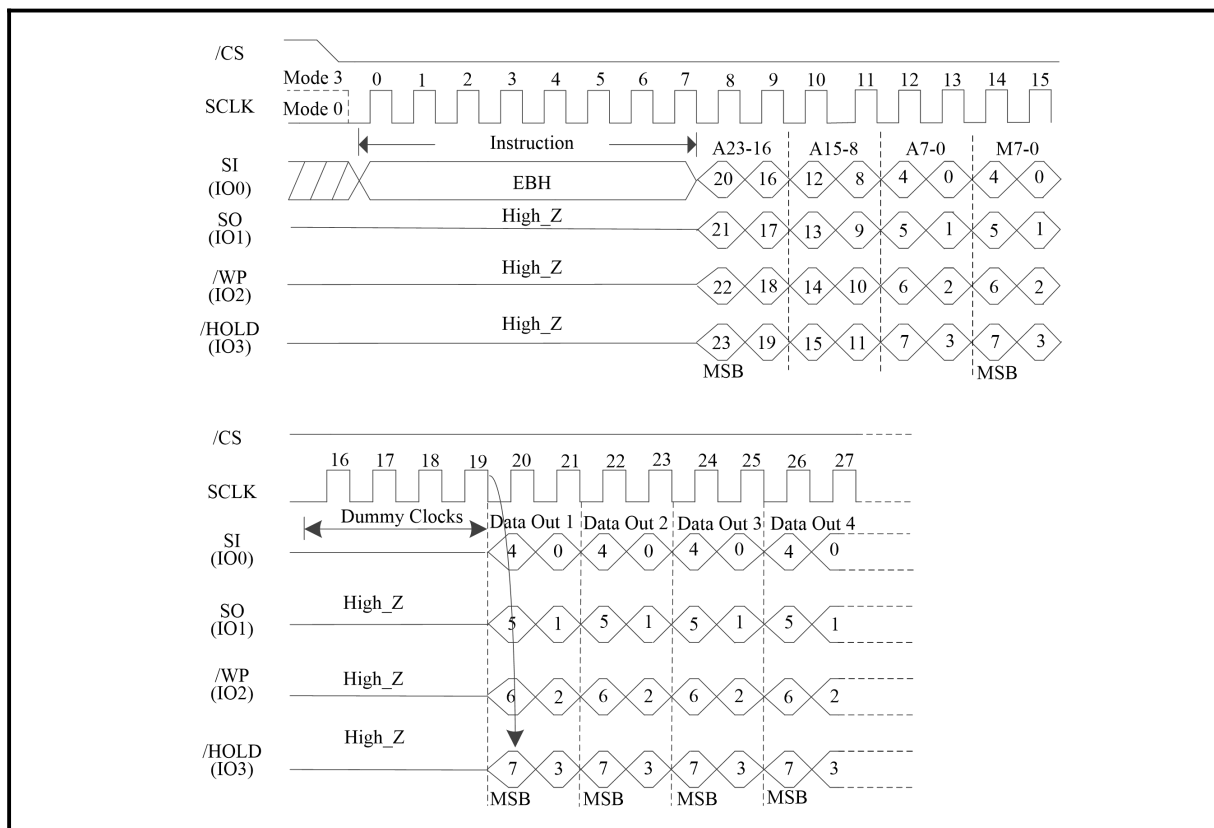 /CS
Mode 3 0 1 2 3 4 5 6 7 8 9 10 11 12 13 14 15
SCLK Mode 0
Instruction A23-16 A15-8 A7-0 M7-0
SI
(IO0) EBH 20 16 12 8 4 0 4 0
High_Z
SO
(IO1) 21 17 13 9 5 1 5 1
High_Z
/WP
(IO2) 22 18 14 10 6 2 6 2
High_Z
/HOLD
(IO3) 23 19 15 11 7 3 7 3
MSB MSB
/CS
16 17 18 19 20 21 22 23 24 25 26 27
SCLK
Dummy Clocks Data Out 1 Data Out 2 Data Out 3 Data Out 4
SI
(IO0) 4 0 4 0 4 0 4 0
High_Z
SO
(IO1) 5 1 5 1 5 1 5 1
High_Z
/WP
(IO2) 6 2 6 2 6 2 6 2
High_Z
/HOLD
(IO3) 7 3 7 3 7 3 7 3
MSB MSB MSB MSB